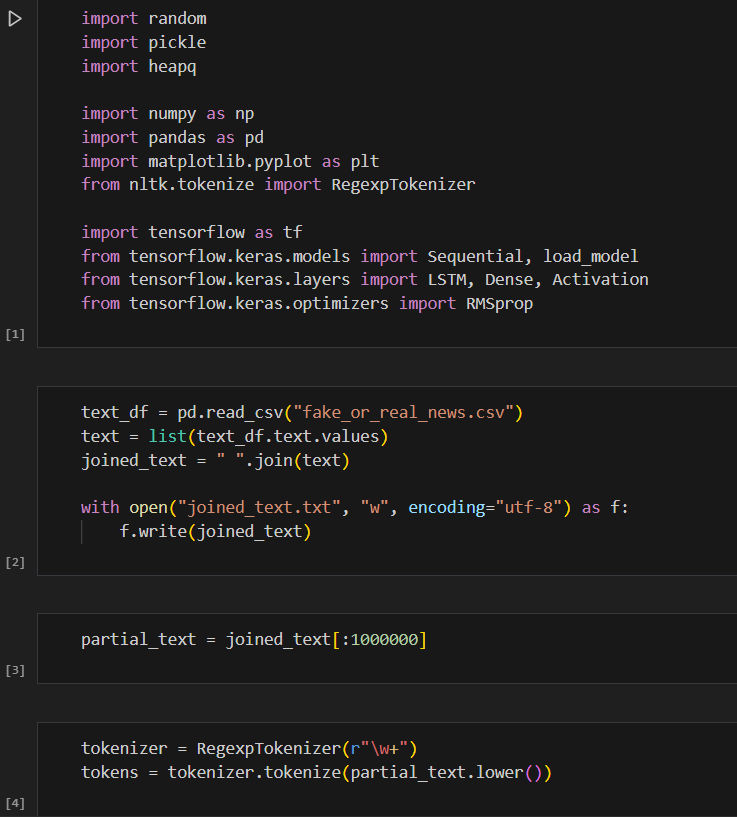 import random
import pickle
import heapq
import numpy as np
import pandas as pd
import matplotlib.pyplot as plt
from nltk.tokenize import RegexpTokenizer
import tensorflow as tf
from tensorflow.keras.models import Sequential, load_model
from tensorflow.keras.layers import LSTM, Dense, Activation
from tensorflow.keras.optimizers import RMSprop
[1]
text_df = pd.read_csv("fake_or_real_news.csv")
text = list(text_df.text.values)
joined_text = " ".join(text)
with open("joined_text.txt", "w", encoding="utf-8") as f:
    f.write(joined_text)
[2]
partial_text = joined_text[:1000000]
[3]
tokenizer = RegexpTokenizer(r"\w+")
tokens = tokenizer.tokenize(partial_text.lower())
[4]